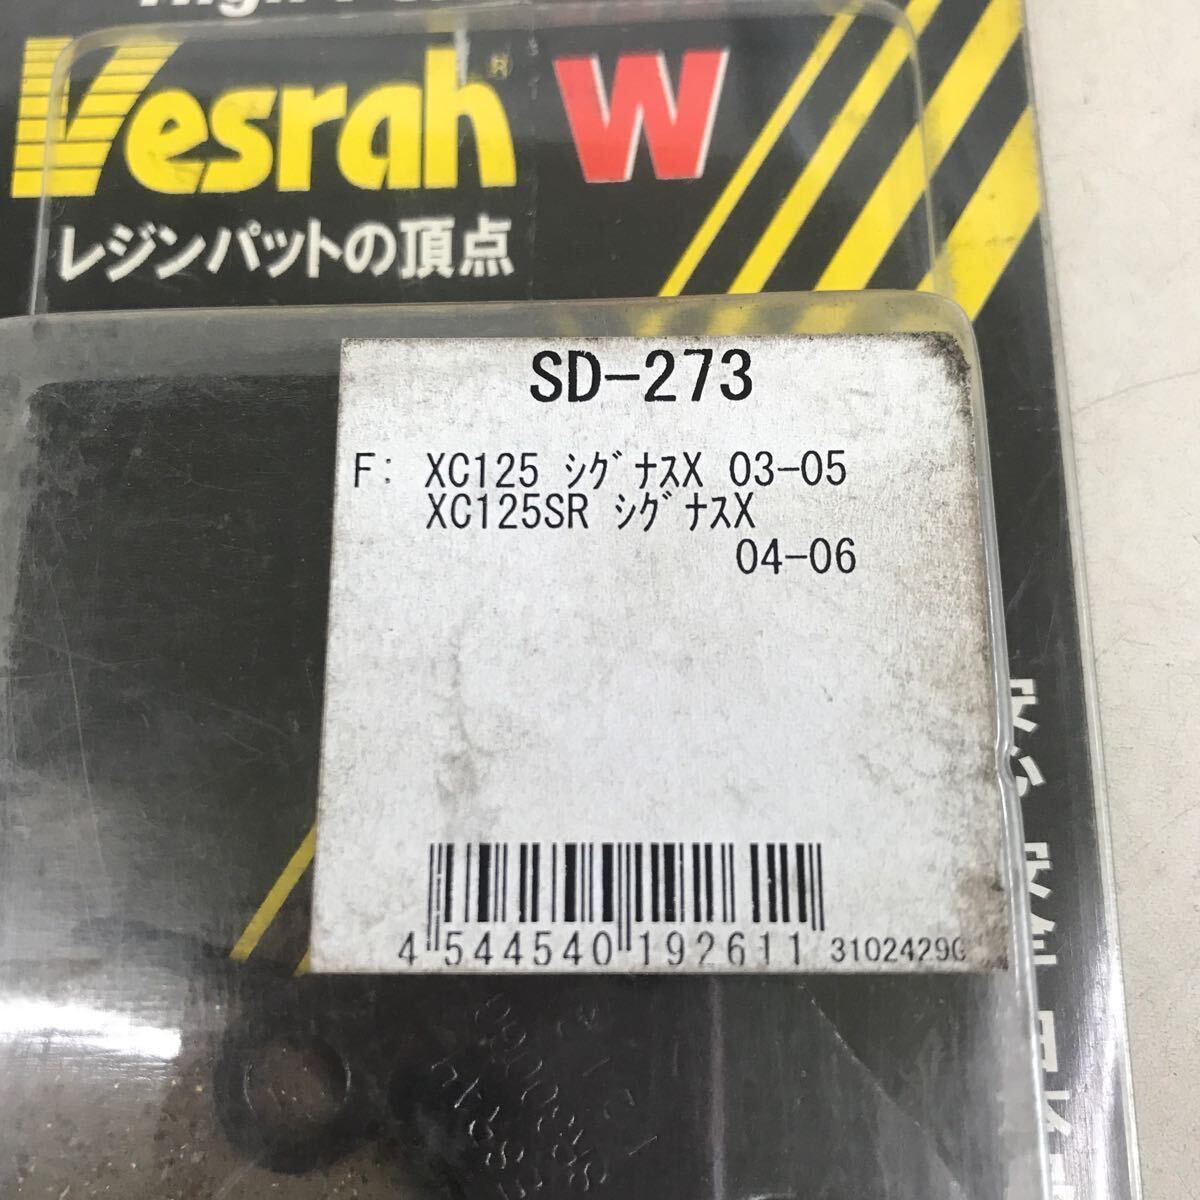 Vesrah® W
レジンパットの頂点
SD-273
F: XC125 ｼｸﾞﾅｽX 03-05
XC125SR ｼｸﾞﾅｽX
04-06
4 544540 192611 3102429G